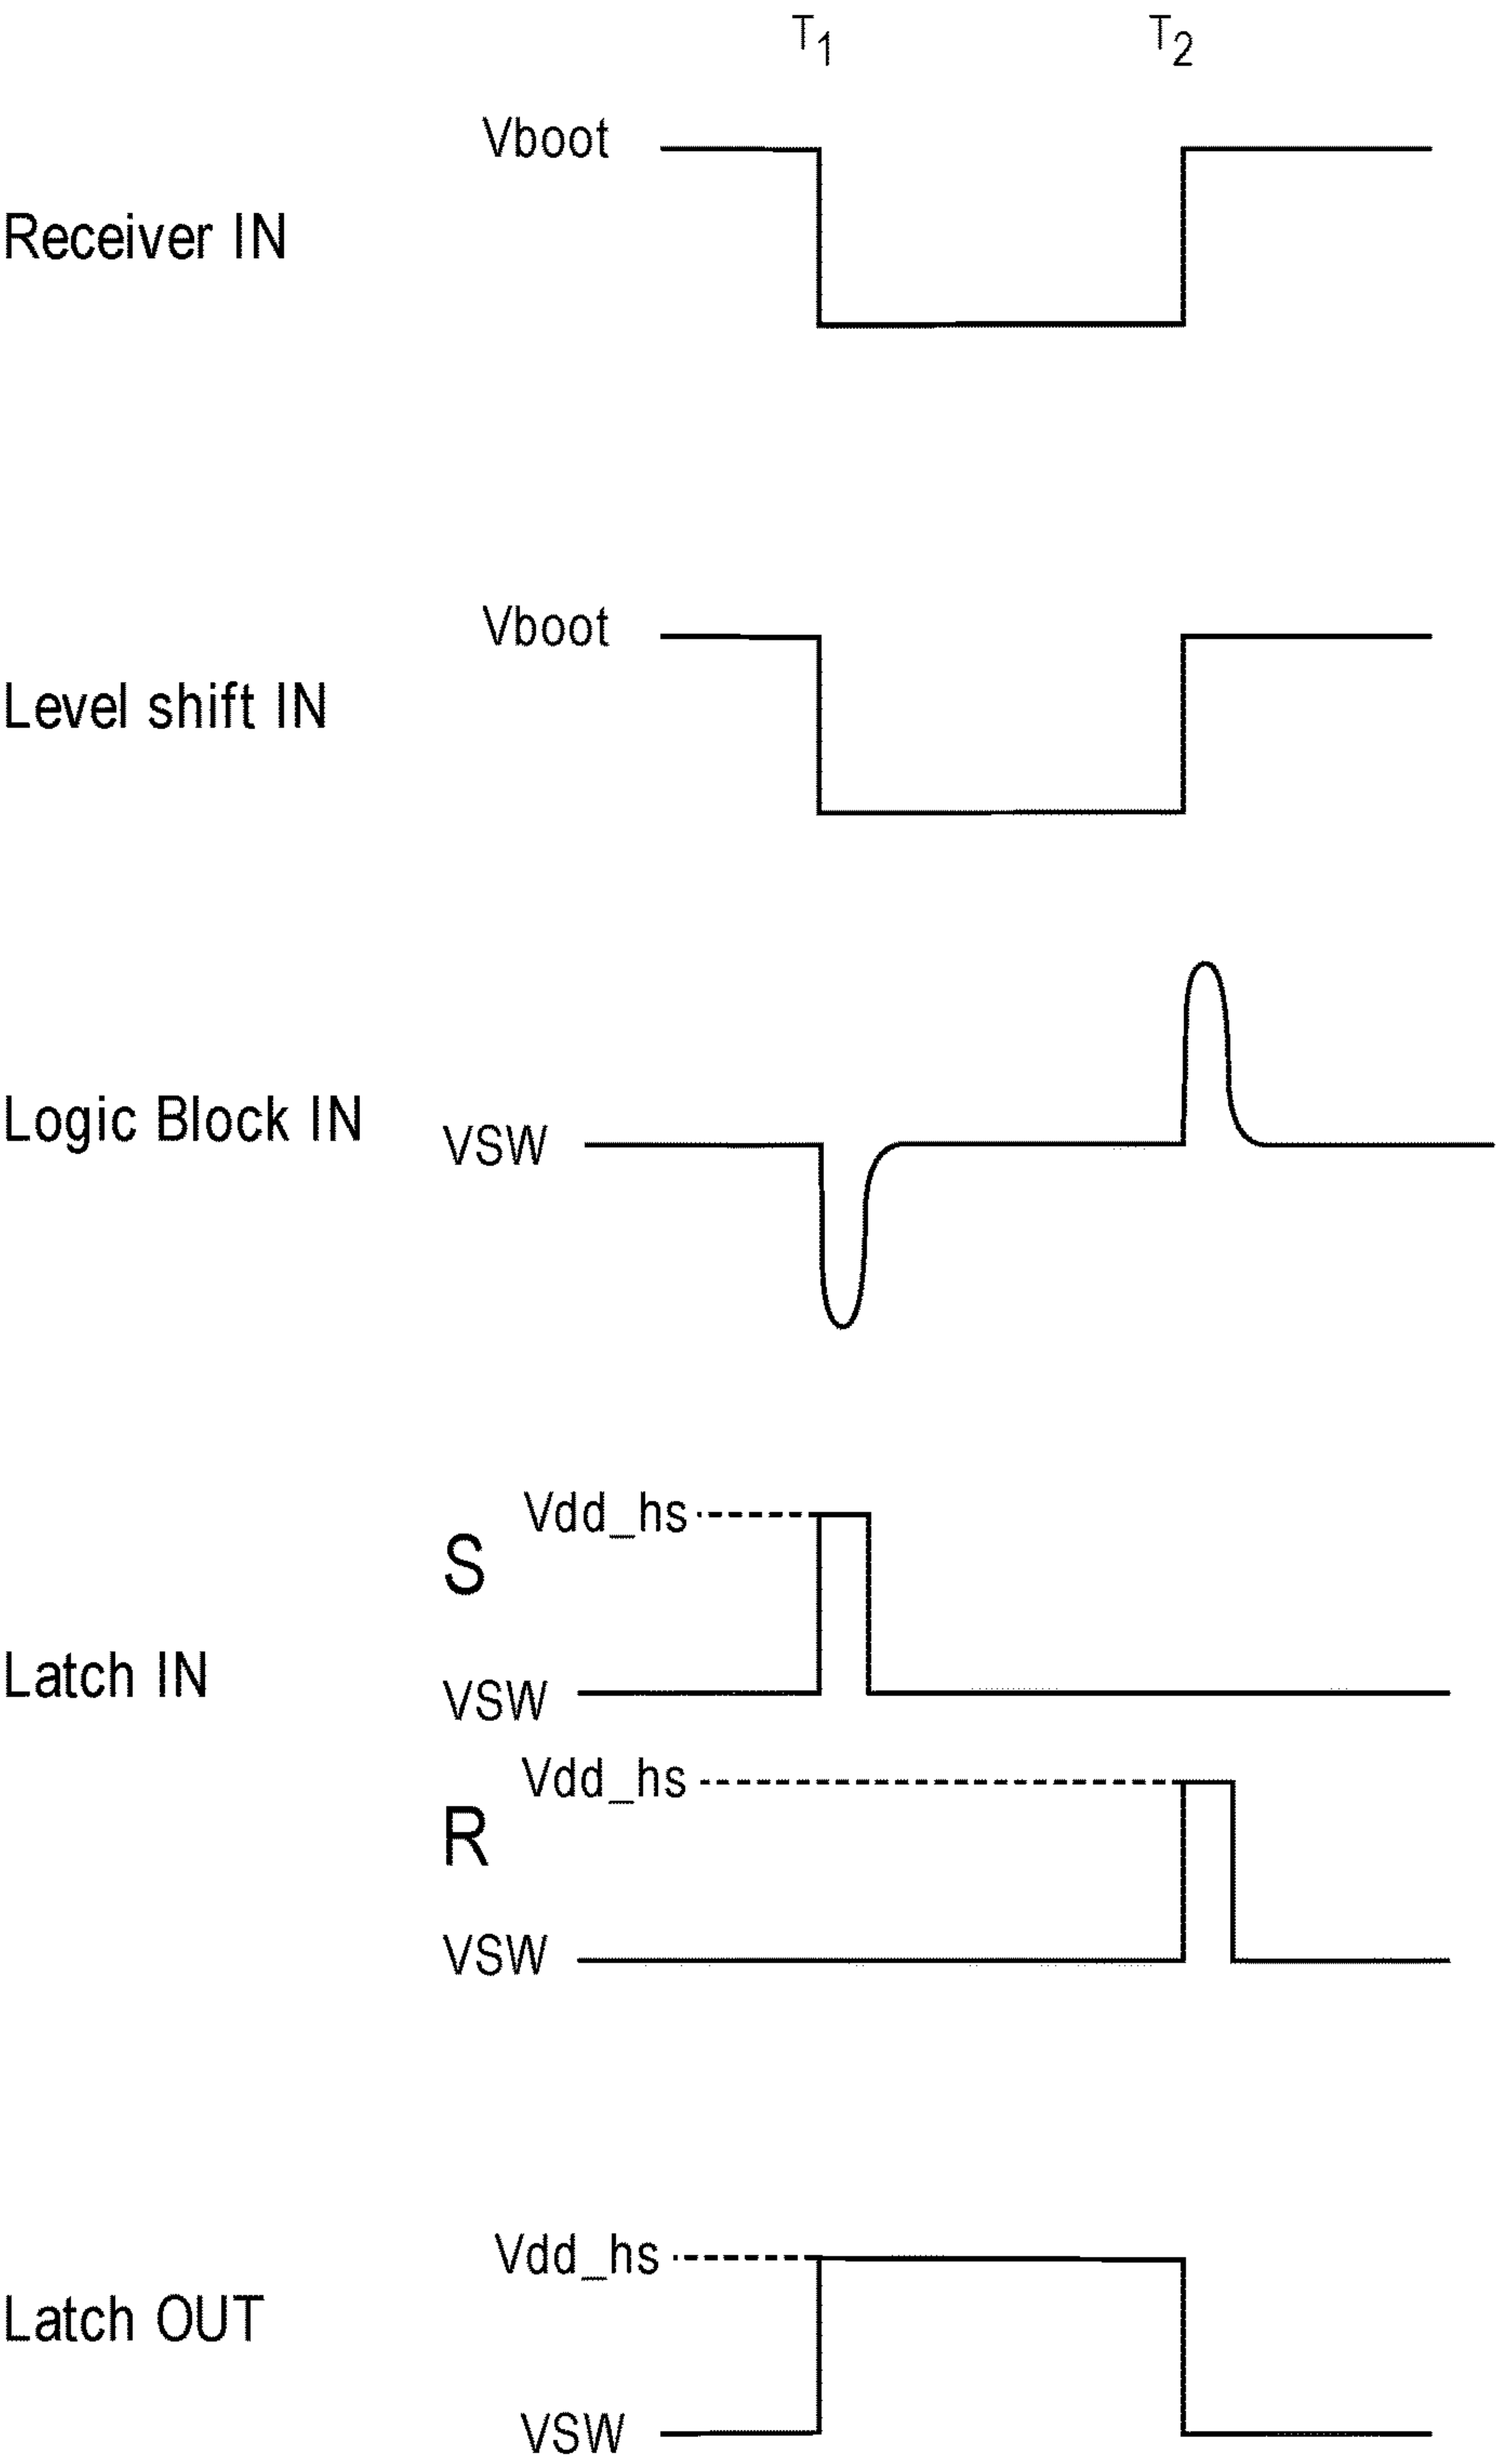 T1 T2
Vboot
Receiver IN
Vboot
Level shift IN
Logic Block IN VSW
Vdd_hs
S
Latch IN
VSW
Vdd_hs
R
VSW
Vdd_hs
Latch OUT
VSW